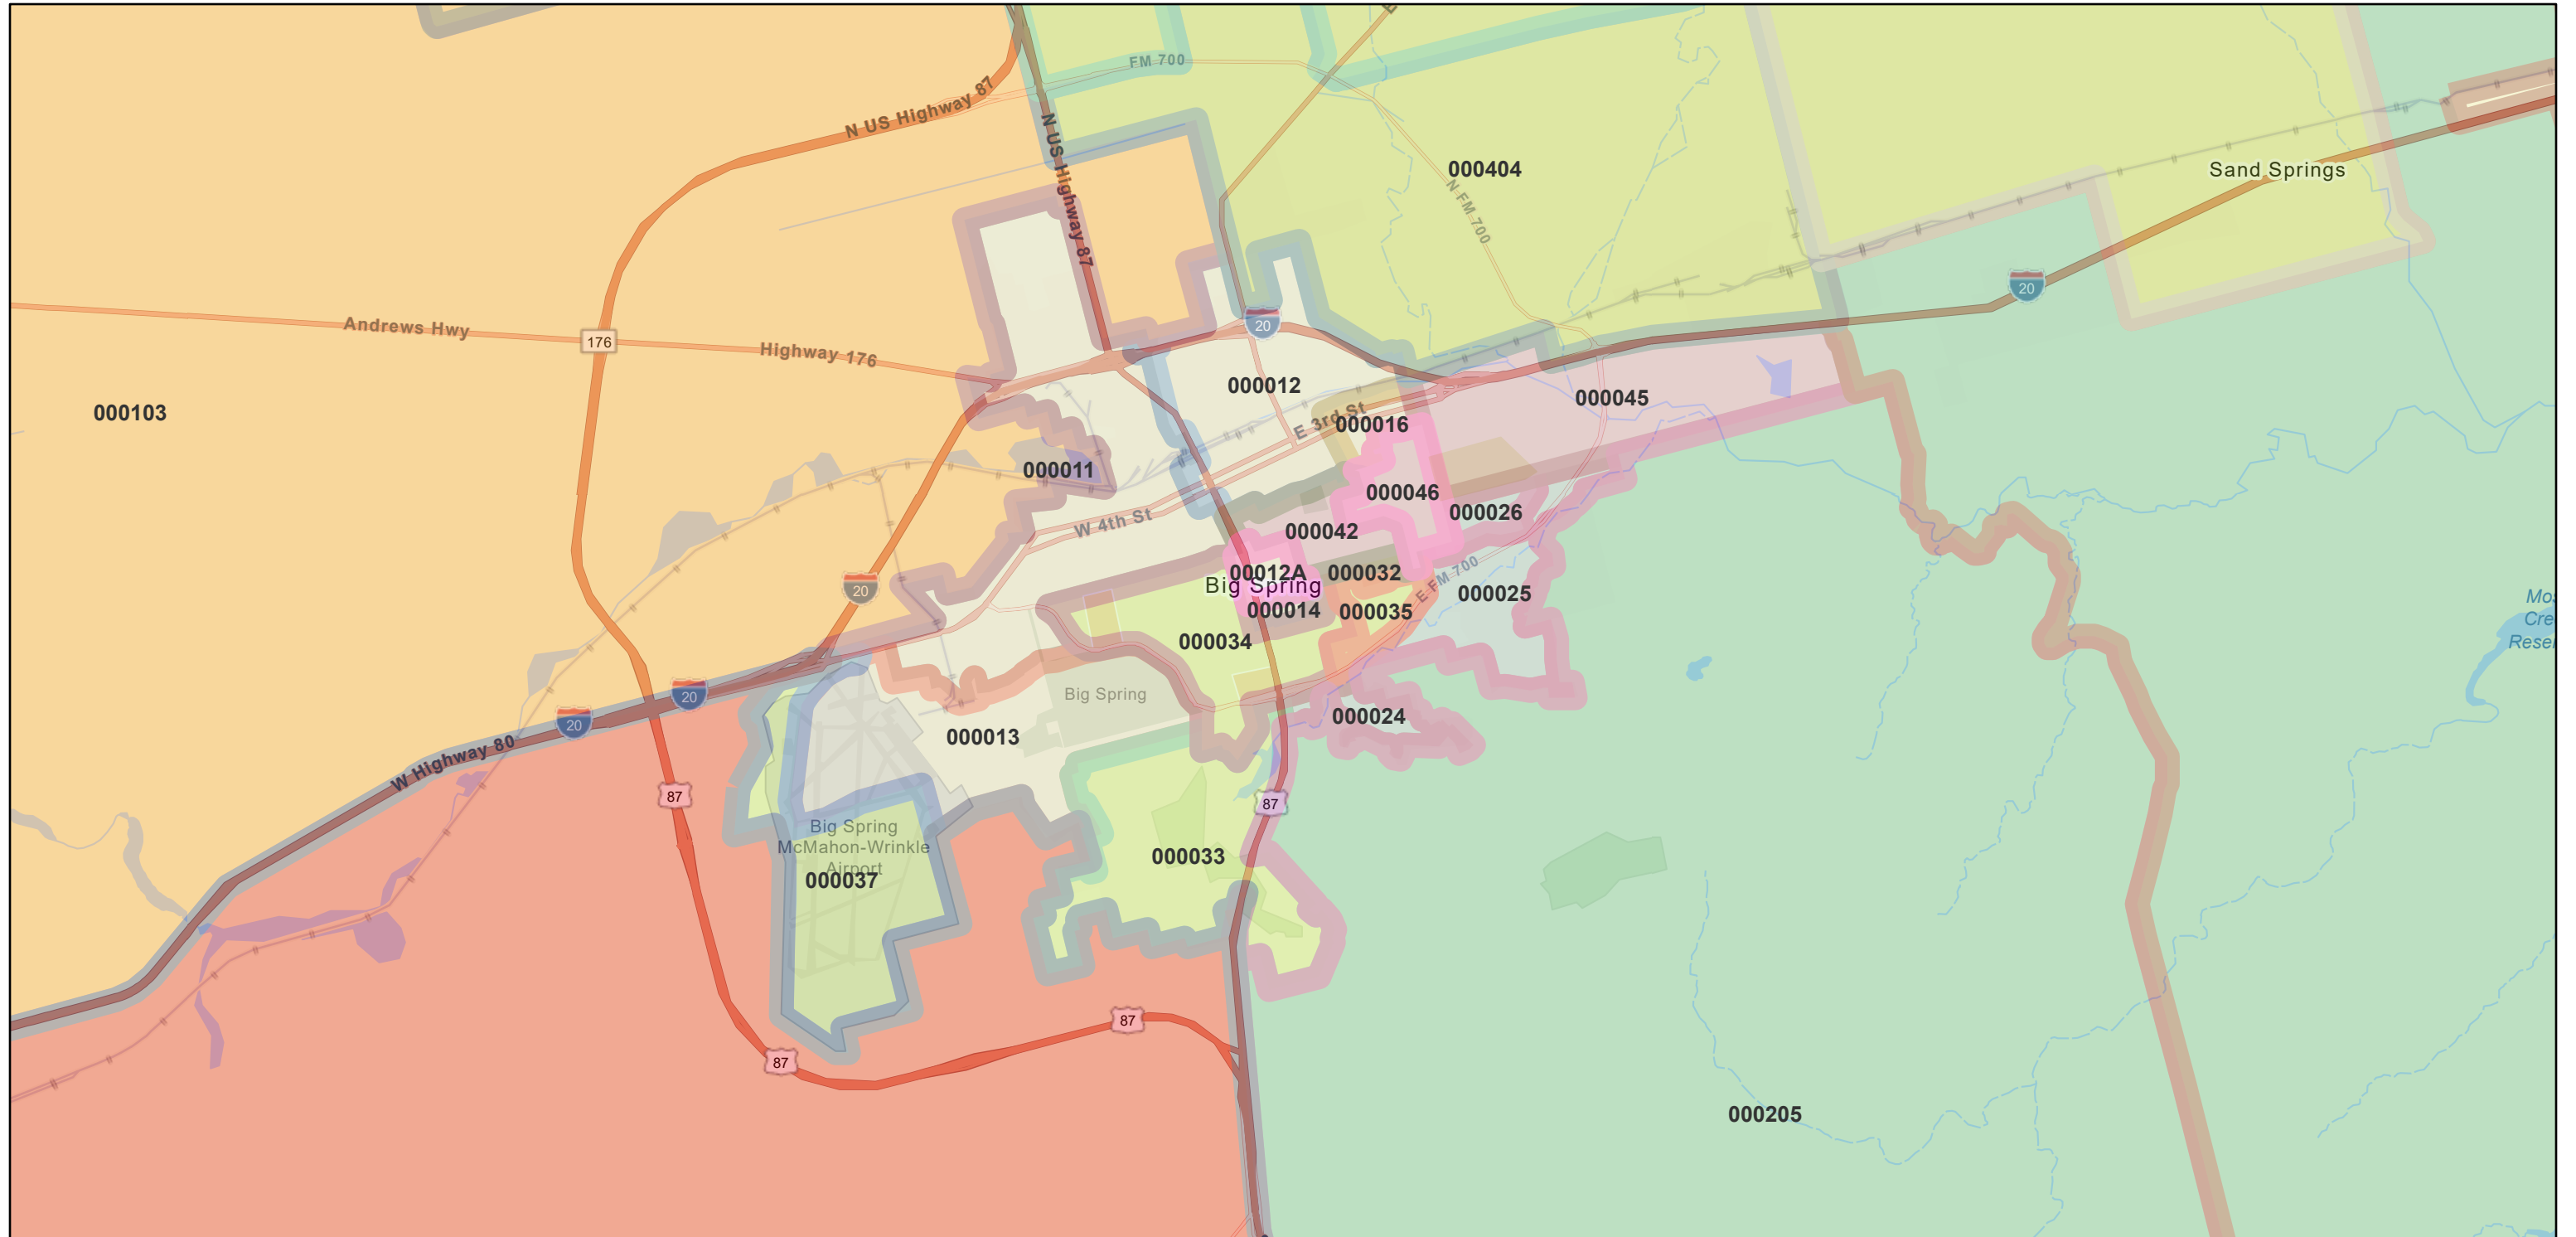 FM 700
N US Highway 87
N US Highway 87
000404
Sand Springs
N FM 700
20
20
Andrews Hwy
176
Highway 176
000103
000012
000045
E 3rd St
000016
000011
000046
000026
W 4th St
000042
00012A
000032
Big Spring
E FM 700
000025
20
000014
000035
000034
20
20
Big Spring
000024
000013
W Highway 80
87
87
Big Spring
McMahon-Wrinkle
Airport
000037
000033
87
87
000205